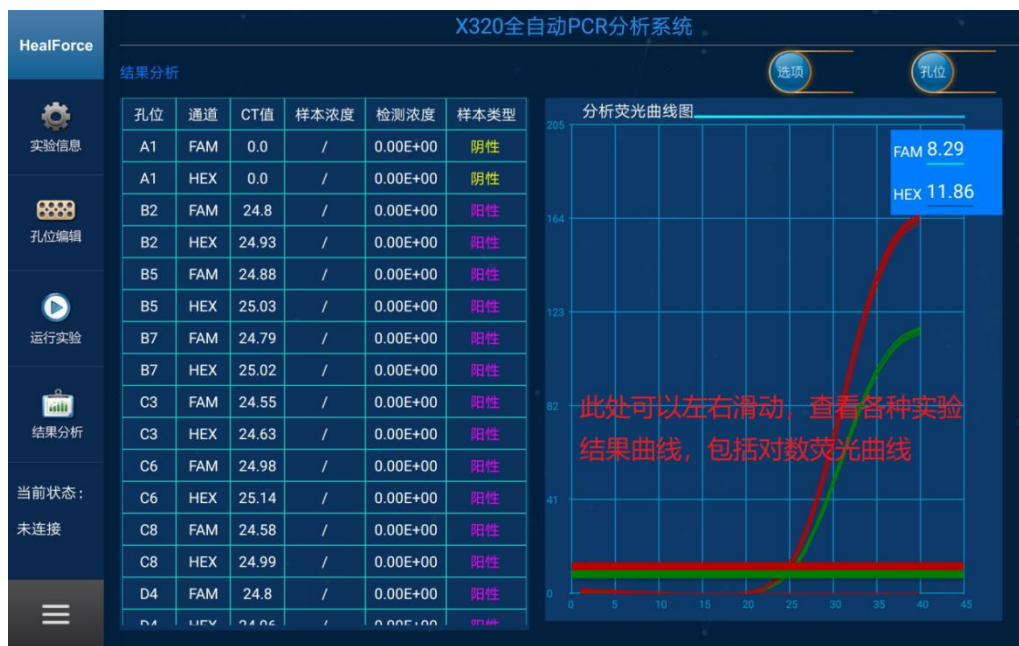 X320全自动PCR分析系统
HealForce
实验信息
孔位编辑
运行实验
结果分析
当前状态：
未连接
结果分析
选项
孔位
孔位 通道 CT值 样本浓度 检测浓度 样本类型
A1 FAM 0.0 / 0.00E+00 阴性
A1 HEX 0.0 / 0.00E+00 阴性
B2 FAM 24.8 / 0.00E+00 阳性
B2 HEX 24.93 / 0.00E+00 阳性
B5 FAM 24.88 / 0.00E+00 阳性
B5 HEX 25.03 / 0.00E+00 阳性
B7 FAM 24.79 / 0.00E+00 阳性
B7 HEX 25.02 / 0.00E+00 阳性
C3 FAM 24.55 / 0.00E+00 阳性
C3 HEX 24.63 / 0.00E+00 阳性
C6 FAM 24.98 / 0.00E+00 阳性
C6 HEX 25.14 / 0.00E+00 阳性
C8 FAM 24.58 / 0.00E+00 阳性
C8 HEX 24.99 / 0.00E+00 阳性
D4 FAM 24.8 / 0.00E+00 阳性
分析荧光曲线图
FAM 8.29
HEX 11.86
205
164
123
82
41
0
0 5 10 15 20 25 30 35 40 45
此处可以左右滑动，查看各种实验
结果曲线，包括对数荧光曲线